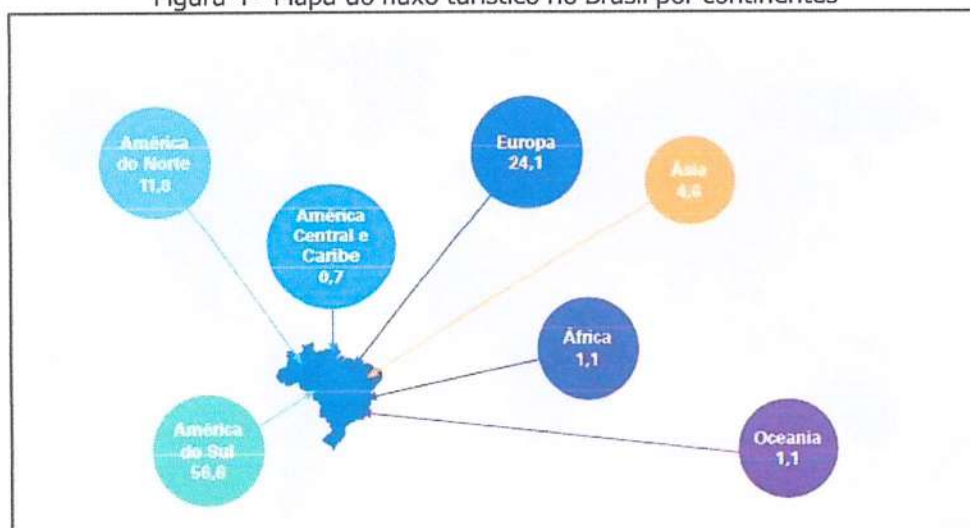 Figura 4 - Mapa do fluxo turístico no Brasil por continentes
América
do Norte
11,8
Europa
24,1
Ásia
4,6
América
Central e
Caribe
0,7
África
1,1
América
do Sul
56,6
Oceania
1,1